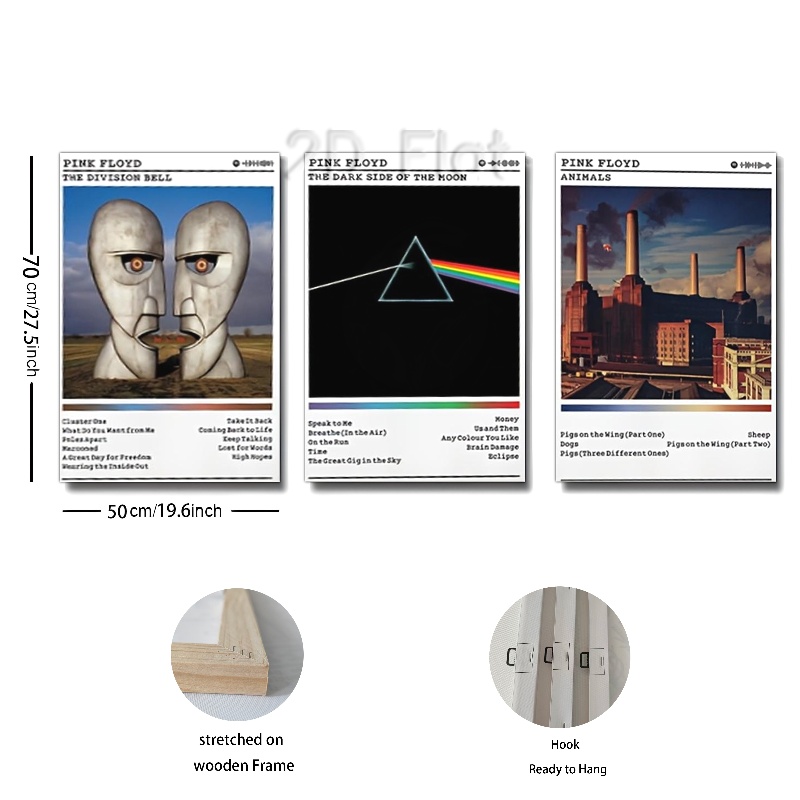 2D Flat
PINK FLOYD
THE DIVISION BELL
Cluster One
What Do You Want from Me
Poles Apart
Marooned
A Great Day for Freedom
Wearing the Inside Out
Take It Back
Coming Back to Life
Keep Talking
Lost for Words
High Hopes
PINK FLOYD
THE DARK SIDE OF THE MOON
Speak to Me
Breathe (In the Air)
On the Run
Time
The Great Gig in the Sky
Money
Us and Them
Any Colour You Like
Brain Damage
Eclipse
PINK FLOYD
ANIMALS
Pigs on the Wing (Part One)
Dogs
Pigs (Three Different Ones)
Sheep
Pigs on the Wing (Part Two)
70 cm/27.5inch
50 cm/19.6inch
stretched on
wooden Frame
Hook
Ready to Hang